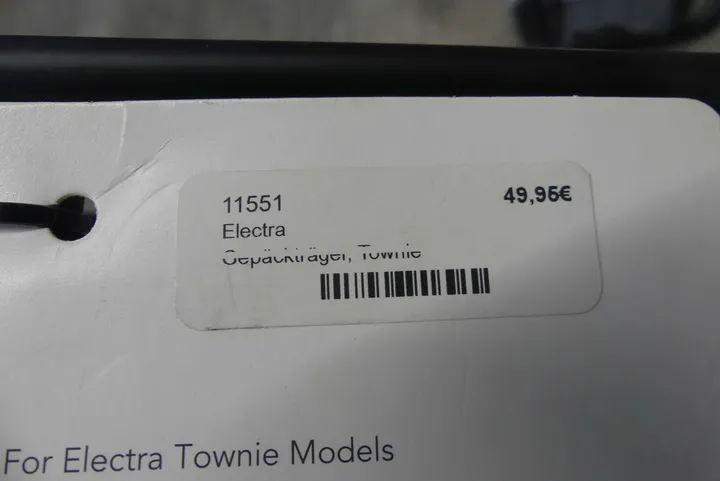 11551
49,95€
Electra
Gepäckträger, Townie
For Electra Townie Models